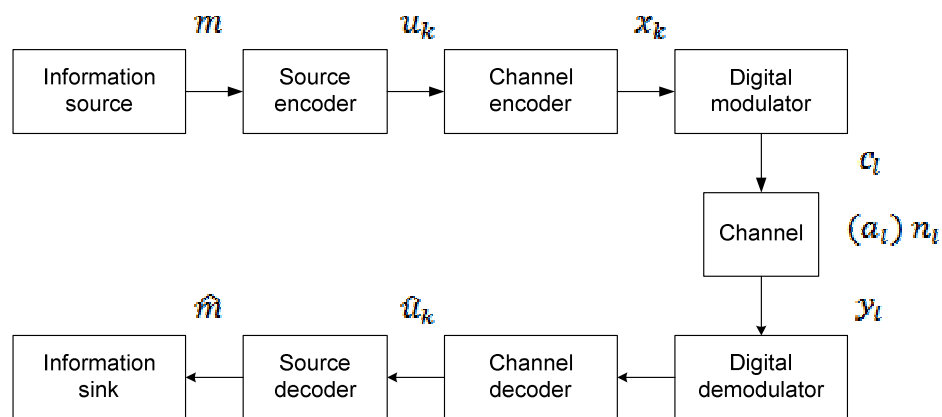 m
u_k
x_k
Information
source
Source
encoder
Channel
encoder
Digital
modulator
c_l
Channel
(a_l) n_l
m̂
û_k
y_l
Information
sink
Source
decoder
Channel
decoder
Digital
demodulator